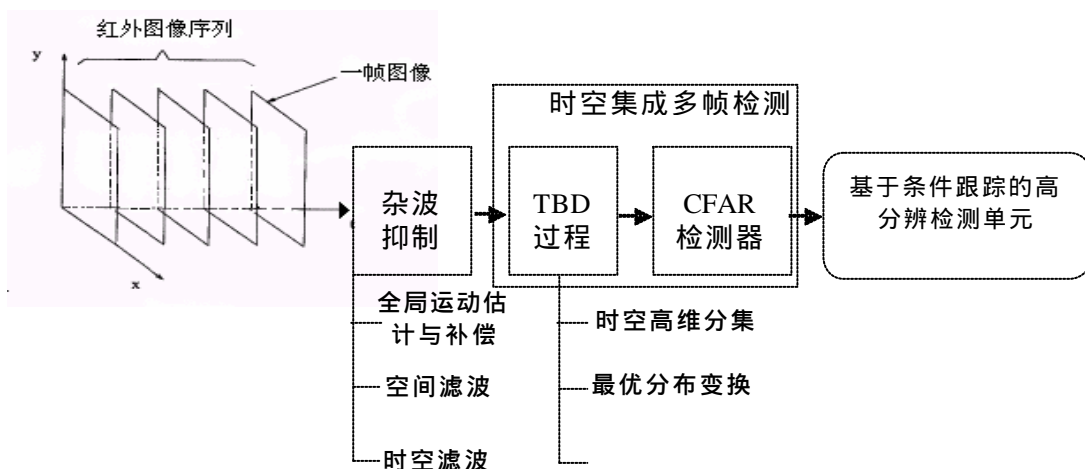 红外图像序列
y
一帧图像
时空集成多帧检测
杂波
抑制
TBD
过程
CFAR
检测器
基于条件跟踪的高
分辨检测单元
x
全局运动估
计与补偿
空间滤波
时空滤波
时空高维分集
最优分布变换